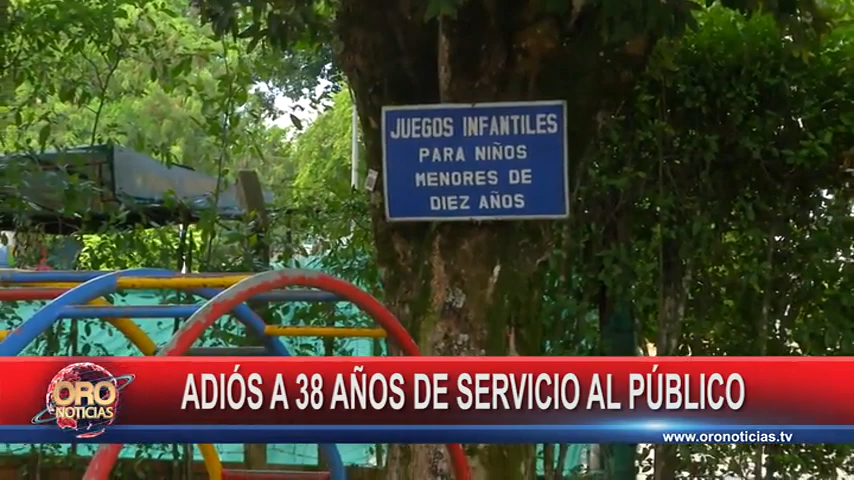 JUEGOS INFANTILES
PARA NIÑOS
MENORES DE
DIEZ AÑOS
ORO
NOTICIAS
ADIÓS A 38 AÑOS DE SERVICIO AL PÚBLICO
www.oronoticias.tv